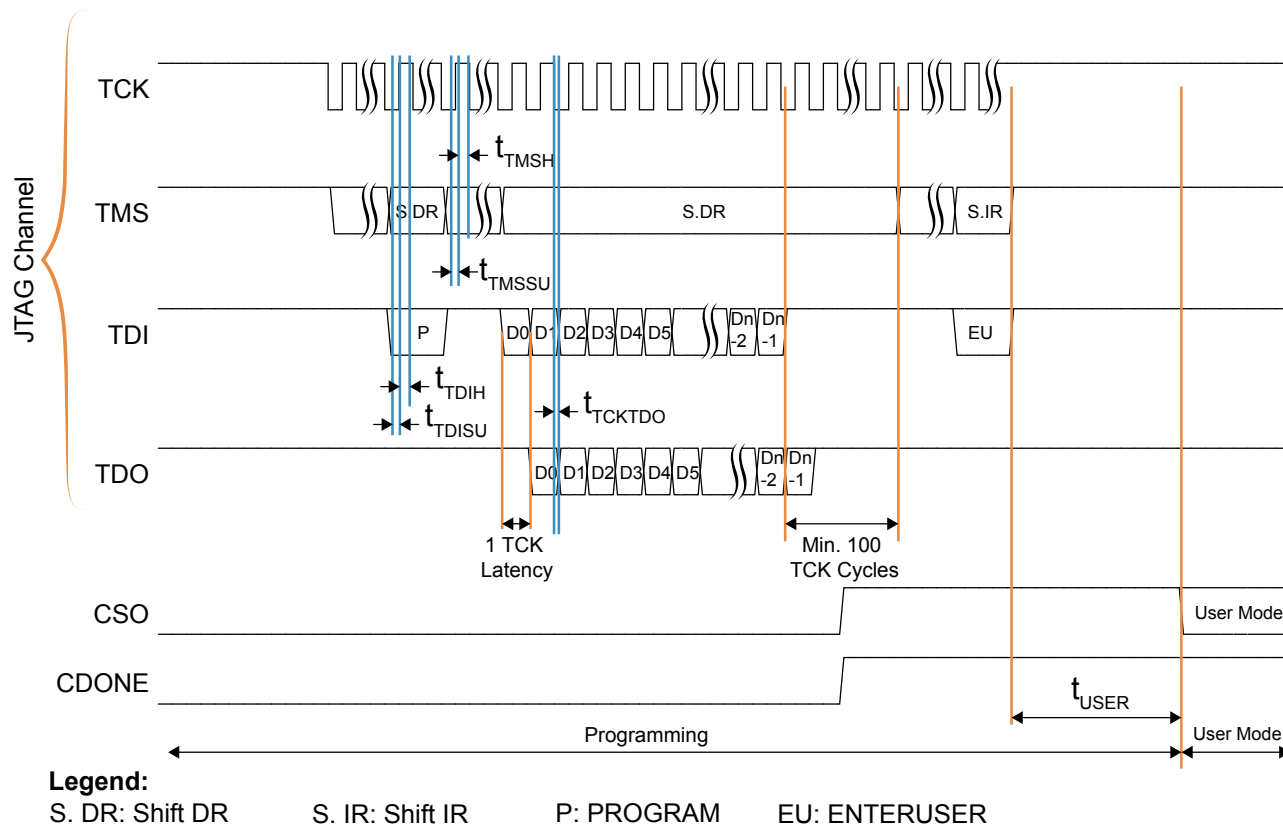 JTAG Channel
TCK
t TMSH
TMS
S.DR
S.DR
S.IR
t TMSSU
TDI
P
D0 D1 D2 D3 D4 D5 Dn-2 Dn-1
EU
t TDIH
t TDISU
t TCKTDO
TDO
D0 D1 D2 D3 D4 D5 Dn-2 Dn-1
1 TCK
Latency
Min. 100
TCK Cycles
CSO
User Mode
CDONE
t USER
Programming
User Mode
Legend:
S. DR: Shift DR S. IR: Shift IR P: PROGRAM EU: ENTERUSER